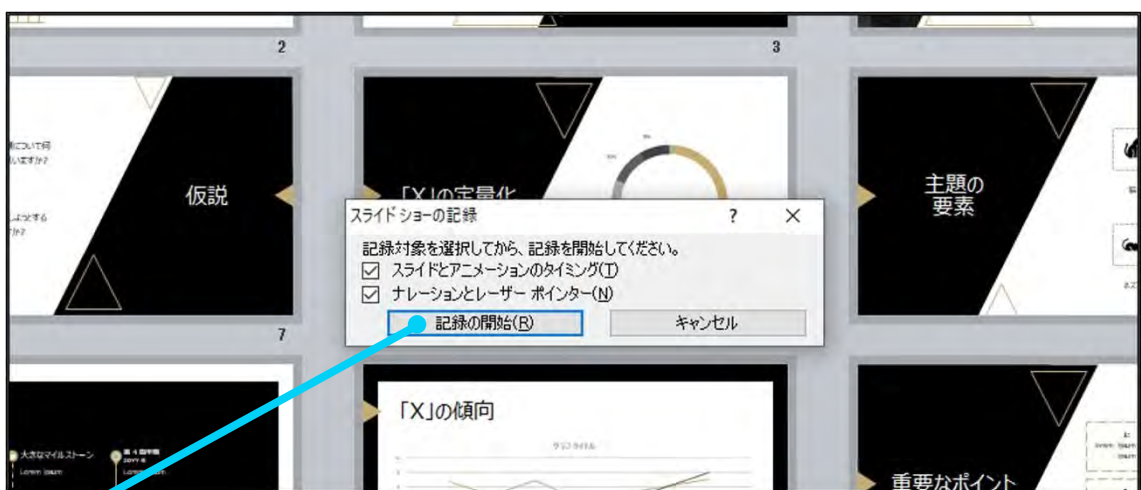 2
3
仮説
「X」の定量化
主題の
要素
スライド ショーの記録
?
×
記録対象を選択してから、記録を開始してください。
スライドとアニメーションのタイミング(T)
ナレーションとレーザー ポインター(N)
記録の開始(R)
キャンセル
7
「X」の傾向
大きなマイルストーン
Lorem Ipsum
重要なポイント